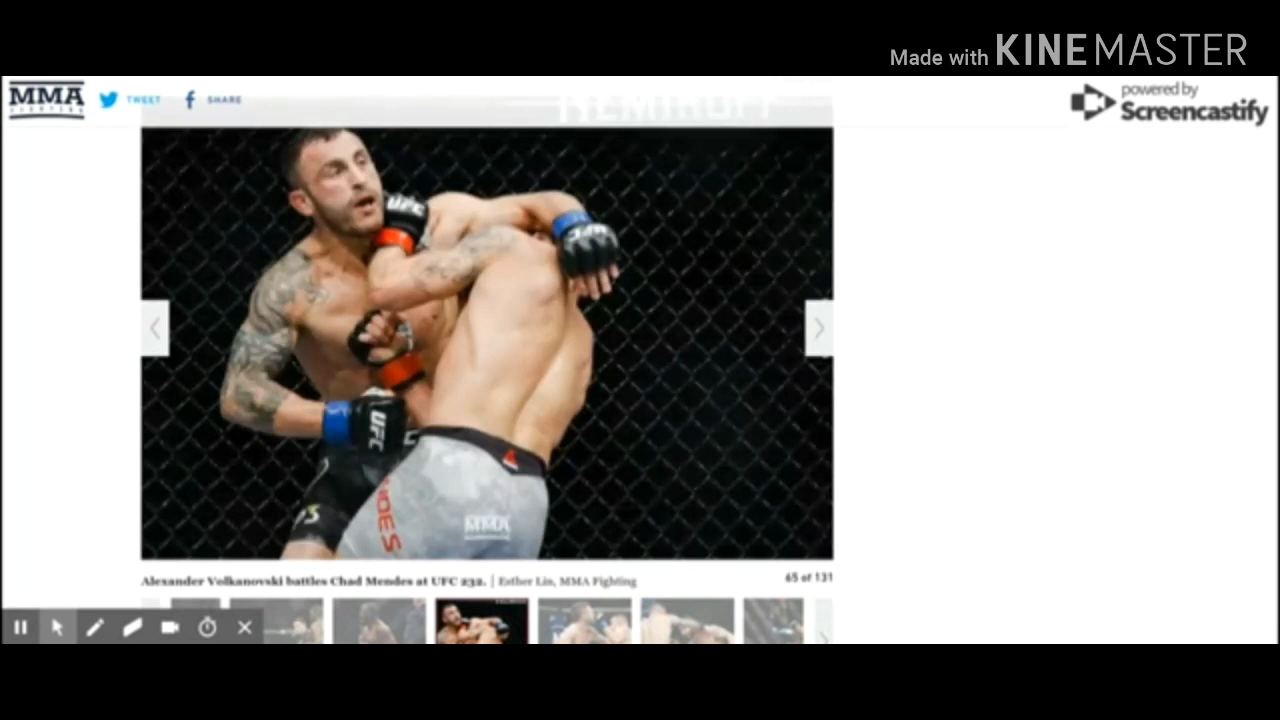 Made with KINEMASTER
MMA
TWEET
SHARE
powered by
Screencastify
UFC
UFC
MMA
Alexander Volkanovski battles Chad Mendes at UFC 232. | Esther Lin, MMA Fighting
65 of 131